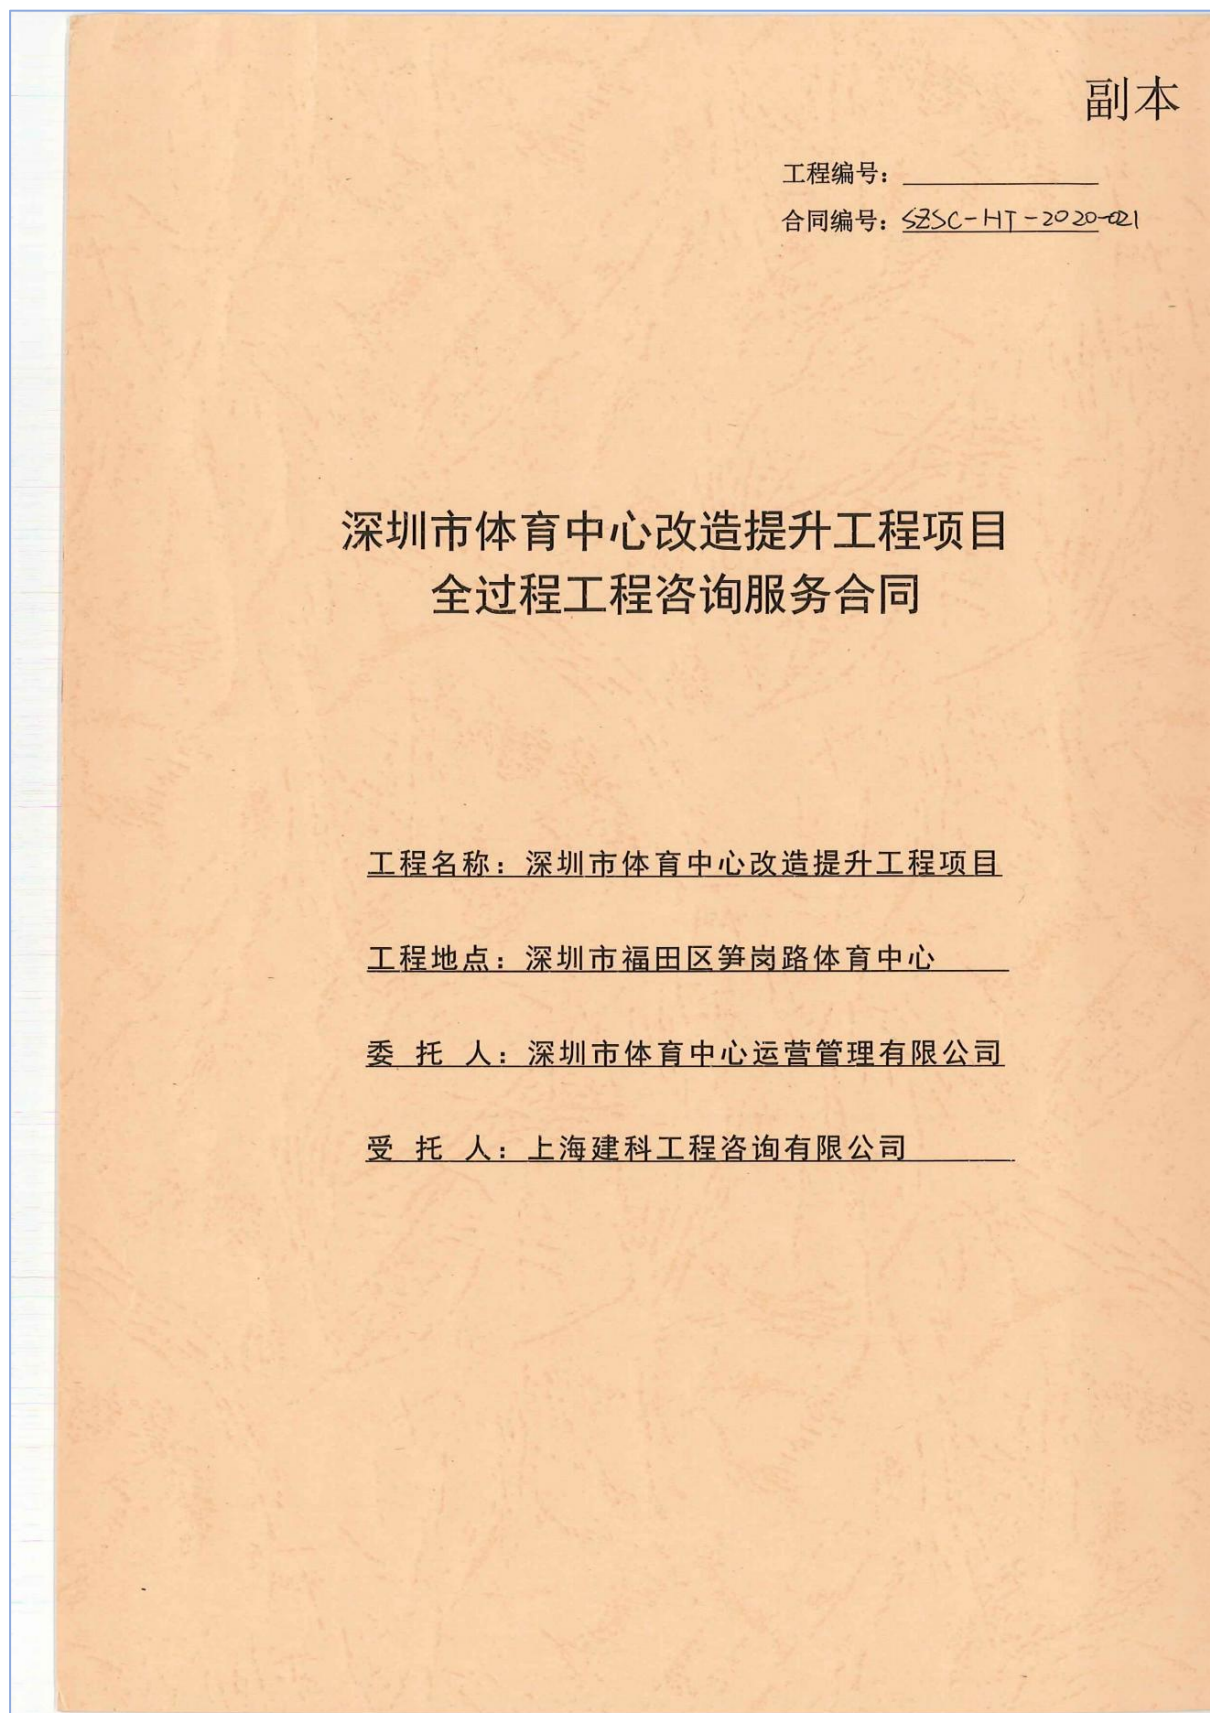 副本
工程编号：
合同编号：SZSC-HT-2020-021
深圳市体育中心改造提升工程项目
全过程工程咨询服务合同
工程名称：深圳市体育中心改造提升工程项目
工程地点：深圳市福田区笋岗路体育中心
委 托 人：深圳市体育中心运营管理有限公司
受 托 人：上海建科工程咨询有限公司